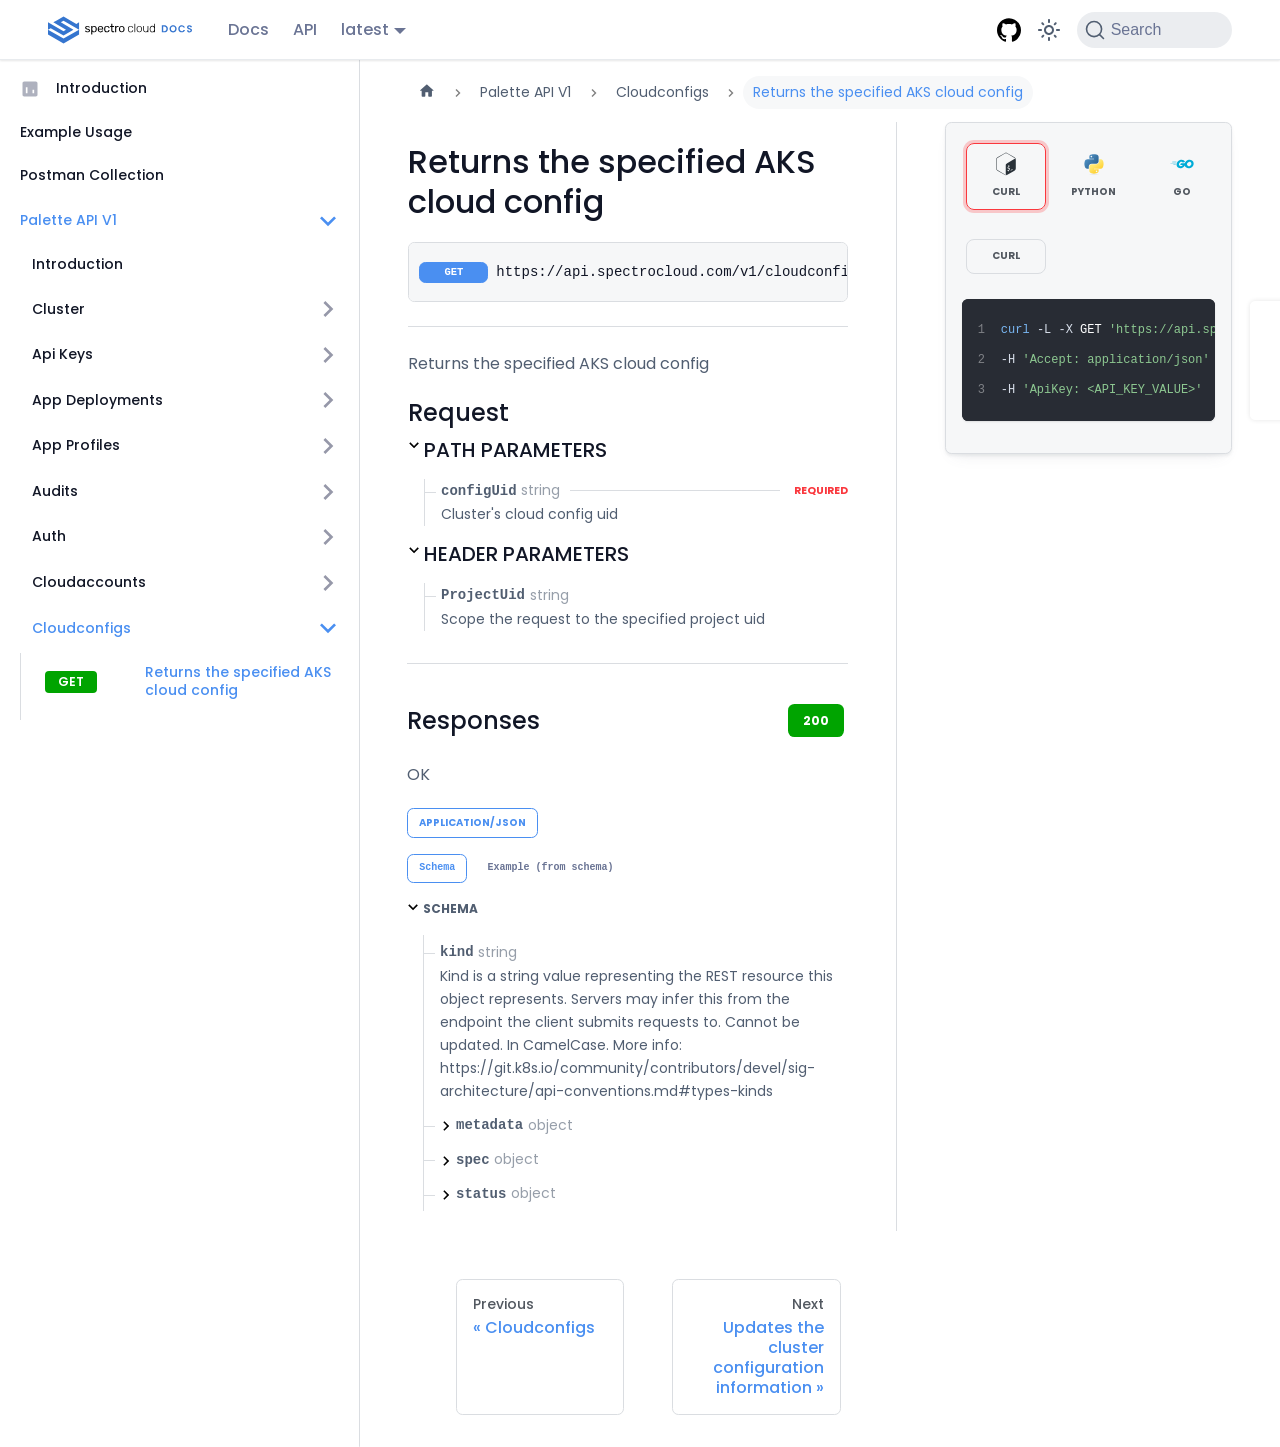 spectro cloud DOCS
Docs
API
latest
Search
Introduction
Example Usage
Postman Collection
Palette API V1
Introduction
Cluster
Api Keys
App Deployments
App Profiles
Audits
Auth
Cloudaccounts
Cloudconfigs
GET
Returns the specified AKS
cloud config
Palette API V1
Cloudconfigs
Returns the specified AKS cloud config
Returns the specified AKS
cloud config
GET https://api.spectrocloud.com/v1/cloudconfi
Returns the specified AKS cloud config
Request
PATH PARAMETERS
configUid string REQUIRED
Cluster's cloud config uid
HEADER PARAMETERS
ProjectUid string
Scope the request to the specified project uid
Responses
200
OK
APPLICATION/JSON
Schema
Example (from schema)
SCHEMA
kind string
Kind is a string value representing the REST resource this
object represents. Servers may infer this from the
endpoint the client submits requests to. Cannot be
updated. In CamelCase. More info:
https://git.k8s.io/community/contributors/devel/sig-
architecture/api-conventions.md#types-kinds
metadata object
spec object
status object
CURL
PYTHON
GO
CURL
1 curl -L -X GET 'https://api.sp
2 -H 'Accept: application/json'
3 -H 'ApiKey: <API_KEY_VALUE>'
Previous
« Cloudconfigs
Next
Updates the
cluster
configuration
information »